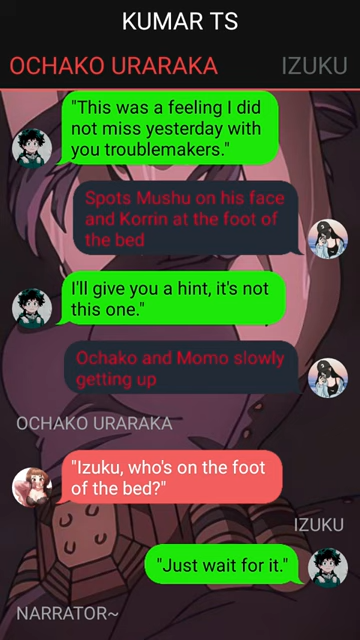 KUMAR TS
OCHAKO URARAKA IZUKU
"This was a feeling I did
not miss yesterday with
you troublemakers."
Spots Mushu on his face
and Korrin at the foot of
the bed
I'll give you a hint, it's not
this one."
Ochako and Momo slowly
getting up
OCHAKO URARAKA
"Izuku, who's on the foot
of the bed?"
IZUKU
"Just wait for it."
NARRATOR~